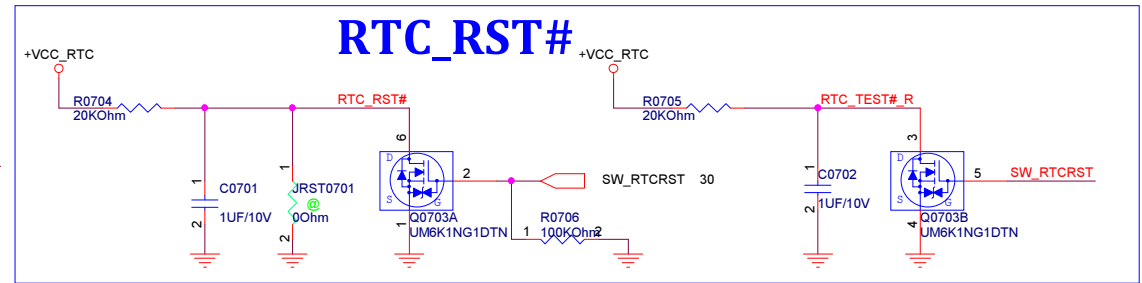 RTC_RST#
+VCC_RTC
+VCC_RTC
R0704
20KOhm
RTC_RST#
R0705
20KOhm
RTC_TEST#_R
6
3
1
C0701
1UF/10V
2
1
JRST0701
@
0Ohm
2
D
S
G
2
SW_RTCRST 30
1
Q0703A
UM6K1NG1DTN
R0706
1
100KOhm
2
1
C0702
1UF/10V
2
D
S
G
5
SW_RTCRST
4
Q0703B
UM6K1NG1DTN